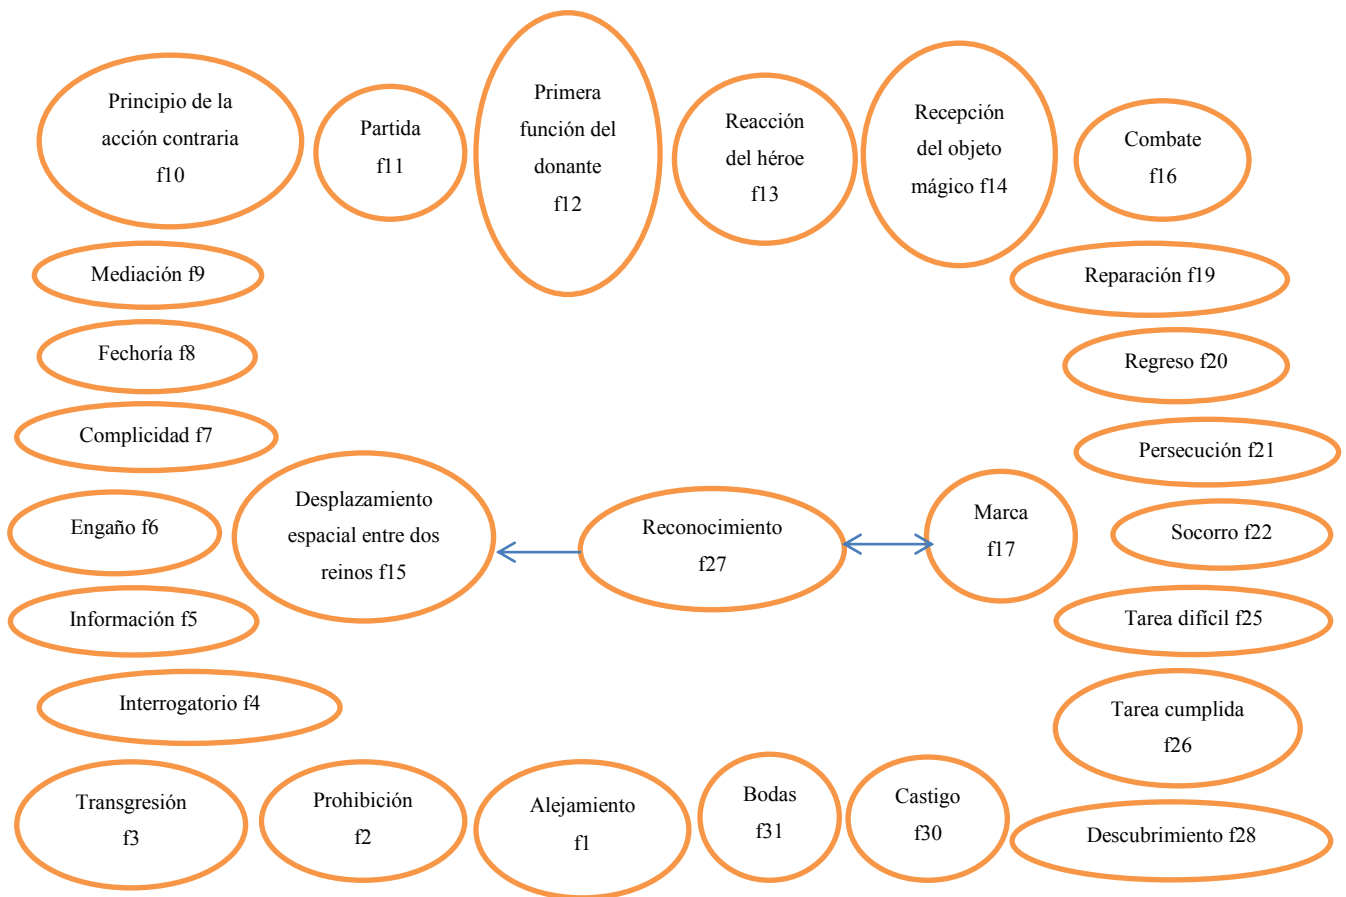 Principio de la
acción contraria
f10
Partida
f11
Primera
función del
donante
f12
Reacción
del héroe
f13
Recepción
del objeto
mágico f14
Combate
f16
Mediación f9
Reparación f19
Fechoría f8
Regreso f20
Complicidad f7
Persecución f21
Engaño f6
Desplazamiento
espacial entre dos
reinos f15
Reconocimiento
f27
Marca
f17
Socorro f22
Información f5
Tarea difícil f25
Interrogatorio f4
Tarea cumplida
f26
Transgresión
f3
Prohibición
f2
Alejamiento
f1
Bodas
f31
Castigo
f30
Descubrimiento f28